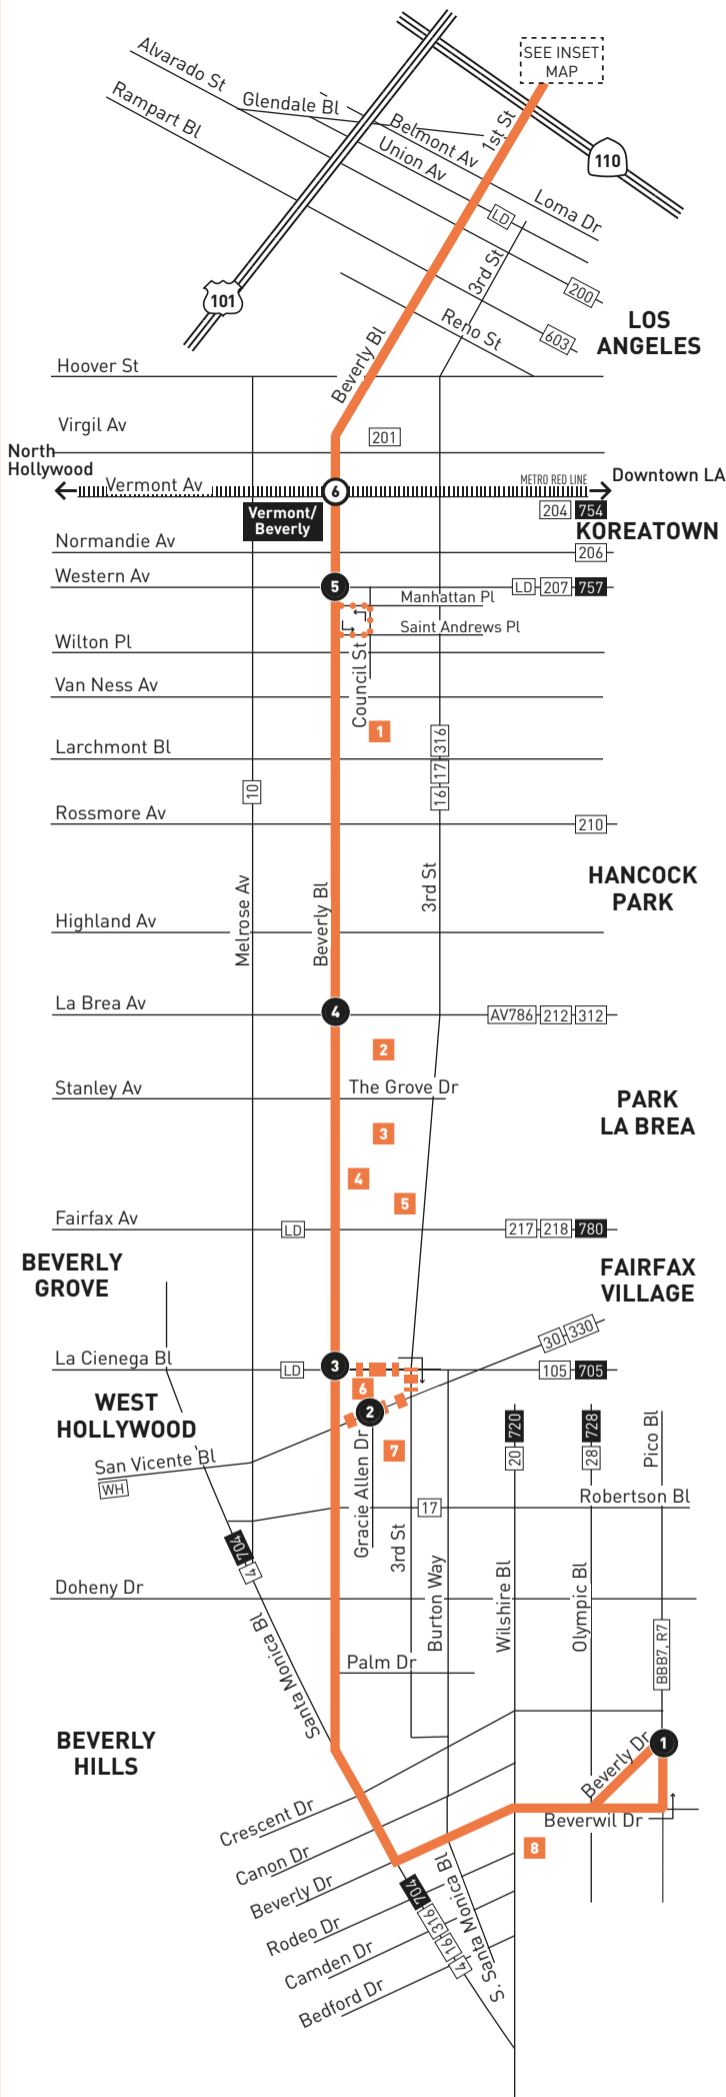 SEE INSET
MAP
Alvarado St
Glendale Bl
Rampart Bl
Belmont Av
1st St
Union Av
110
Loma Dr
LD
3rd St
200
101
Reno St
603
LOS
ANGELES
Beverly Bl
Hoover St
Virgil Av
201
North
Hollywood
Vermont Av
6
METRO RED LINE
Downtown LA
Vermont/
Beverly
204 754
KOREATOWN
Normandie Av
206
Western Av
5
LD 207 757
Manhattan Pl
Saint Andrews Pl
Wilton Pl
Council St
Van Ness Av
1
Larchmont Bl
16 17 316
10
Rossmore Av
210
HANCOCK
PARK
Melrose Av
Beverly Bl
3rd St
Highland Av
La Brea Av
4
AV786 212 312
2
Stanley Av
The Grove Dr
PARK
LA BREA
3
4
5
Fairfax Av
LD
217 218 780
BEVERLY
GROVE
FAIRFAX
VILLAGE
30 330
La Cienega Bl
LD
3
105 705
6
WEST
HOLLYWOOD
2
7
San Vicente Bl
WH
Gracie Allen Dr
20 720
28 728
Pico Bl
Robertson Bl
17
704
4
3rd St
Burton Way
Wilshire Bl
Olympic Bl
Doheny Dr
Santa Monica Bl
BBB7, R7
Palm Dr
BEVERLY
HILLS
1
Beverly Dr
Beverwil Dr
8
Crescent Dr
Canon Dr
Beverly Dr
Rodeo Dr
Camden Dr
Bedford Dr
704
4 16 316
S. Santa Monica Bl